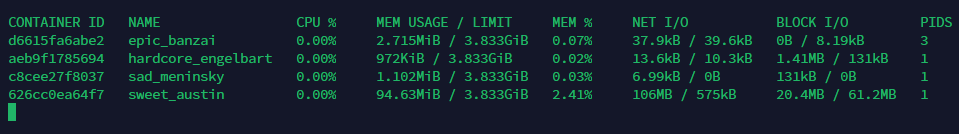 CONTAINER ID NAME CPU % MEM USAGE / LIMIT MEM % NET I/O BLOCK I/O PIDS
d6615fa6abe2 epic_banzai 0.00% 2.715MiB / 3.833GiB 0.07% 37.9kB / 39.6kB 0B / 8.19kB 3
aeb9f1785694 hardcore_engelbart 0.00% 972KiB / 3.833GiB 0.02% 13.6kB / 10.3kB 1.41MB / 131kB 1
c8cee27f8037 sad_meninsky 0.00% 1.102MiB / 3.833GiB 0.03% 6.99kB / 0B 131kB / 0B 1
626cc0ea64f7 sweet_austin 0.00% 94.63MiB / 3.833GiB 2.41% 106MB / 575kB 20.4MB / 61.2MB 1